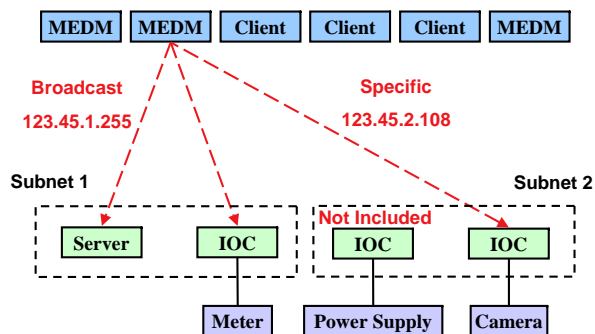 MEDM MEDM Client Client Client MEDM
Broadcast
123.45.1.255
Specific
123.45.2.108
Subnet 1
Subnet 2
Not Included
Server IOC IOC IOC
Meter Power Supply Camera